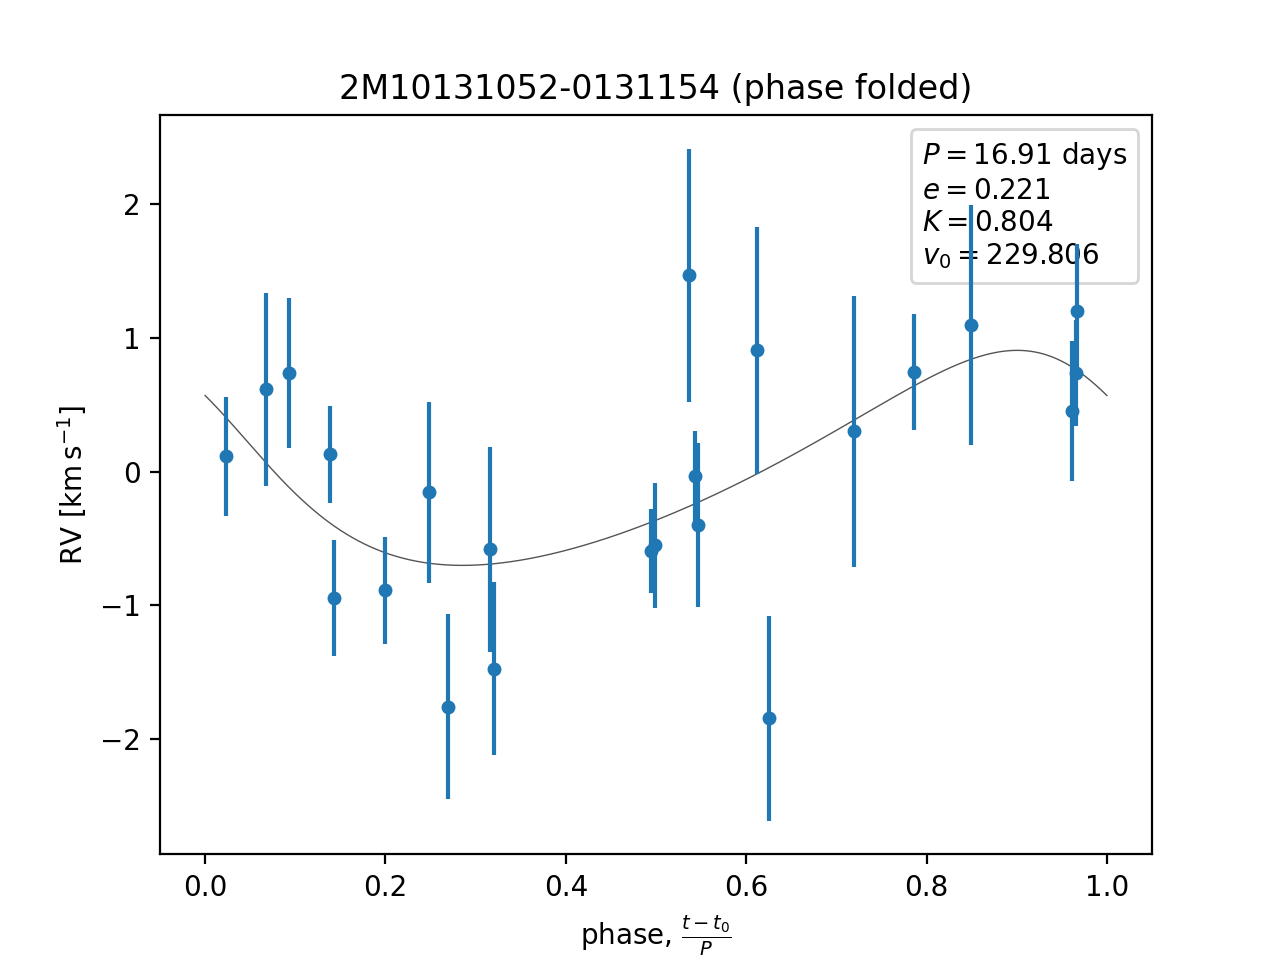 2M10131052-0131154 (phase folded)
P = 16.91 days
e = 0.221
K = 0.804
v₀ = 229.806
RV [km s⁻¹]
2
1
0
−1
−2
0.0 0.2 0.4 0.6 0.8 1.0
phase, (t − t₀)/P